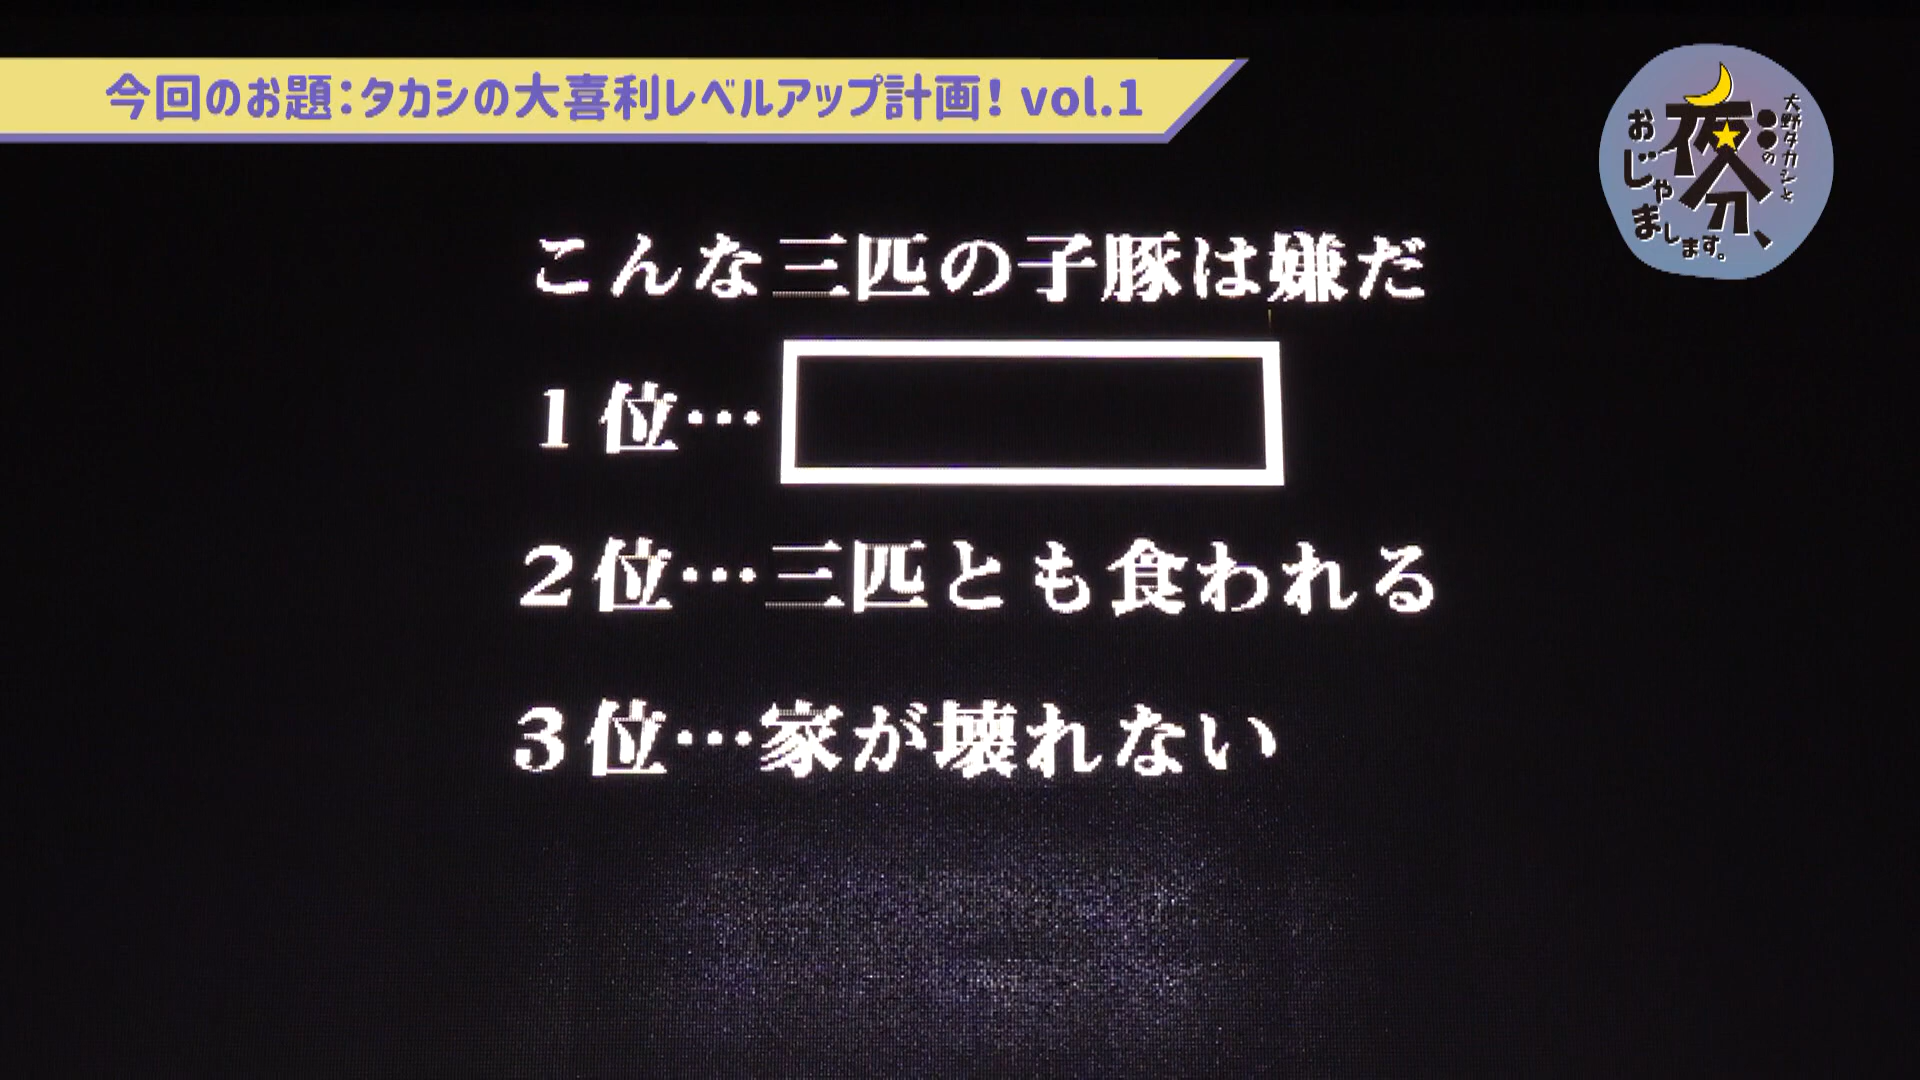 今回のお題：タカシの大喜利レベルアップ計画！ vol.1
大野タカシと
の
夜分、
おじゃまします。
こんな三匹の子豚は嫌だ
1位…
2位…三匹とも食われる
3位…家が壊れない